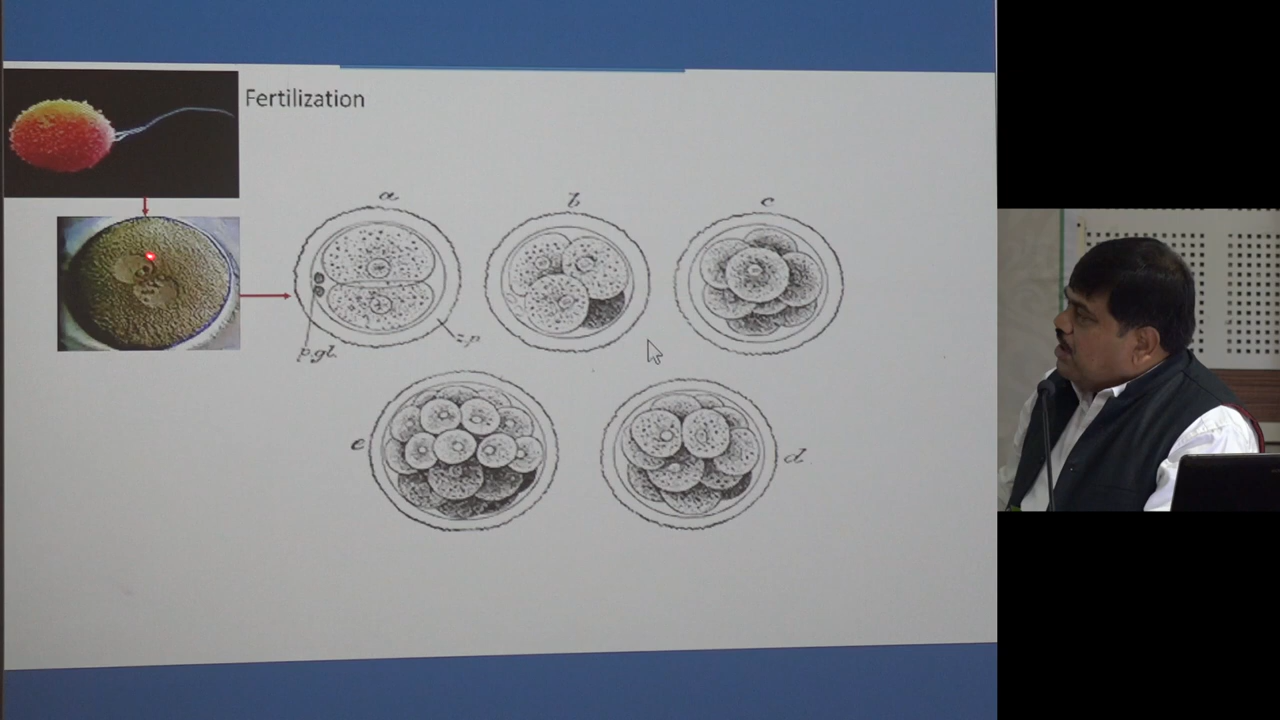 Fertilization
a
b
c
p.gl.
z.p
e
d.